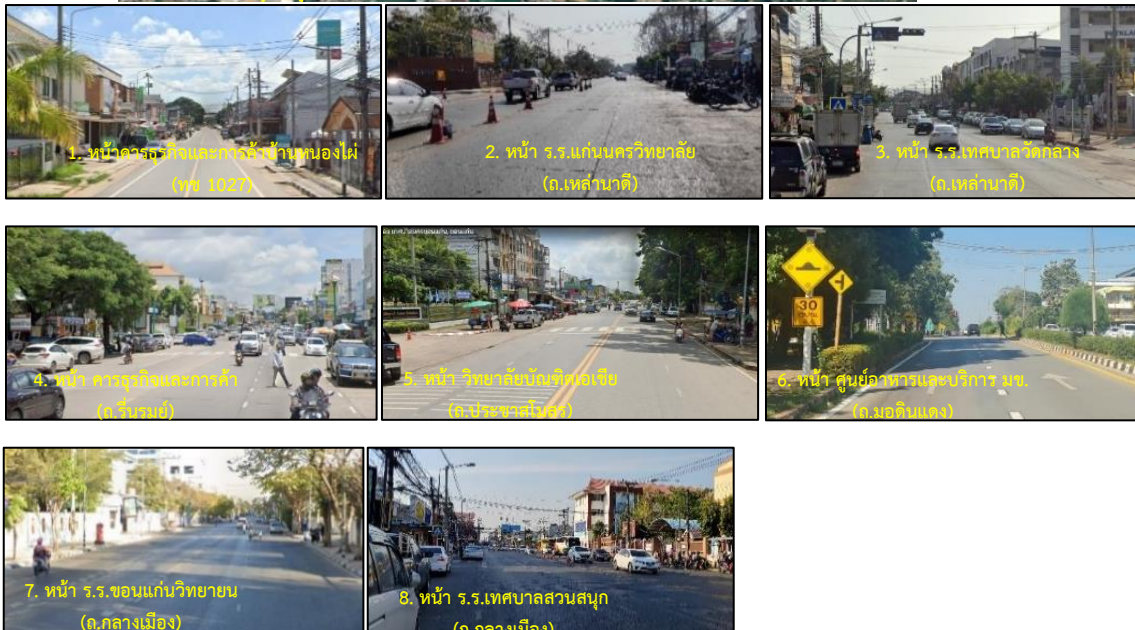 1. หน้าคารธุรกิจและการค้าบ้านหนองไผ่
(ทข 1027)
2. หน้า ร.ร.แก่นนครวิทยาลัย
(ถ.เหล่านาดี)
3. หน้า ร.ร.เทศบาลวัดกลาง
(ถ.เหล่านาดี)
4. หน้า คารธุรกิจและการค้า
(ถ.รื่นรมย์)
5. หน้า วิทยาลัยบัณฑิตเอเซีย
(ถ.ประชาสโมสร)
30
6. หน้า ศูนย์อาหารและบริการ มข.
(ถ.มอดินแดง)
7. หน้า ร.ร.ขอนแก่นวิทยายน
(ถ.กลางเมือง)
8. หน้า ร.ร.เทศบาลสวนสนุก
(ถ.กลางเมือง)